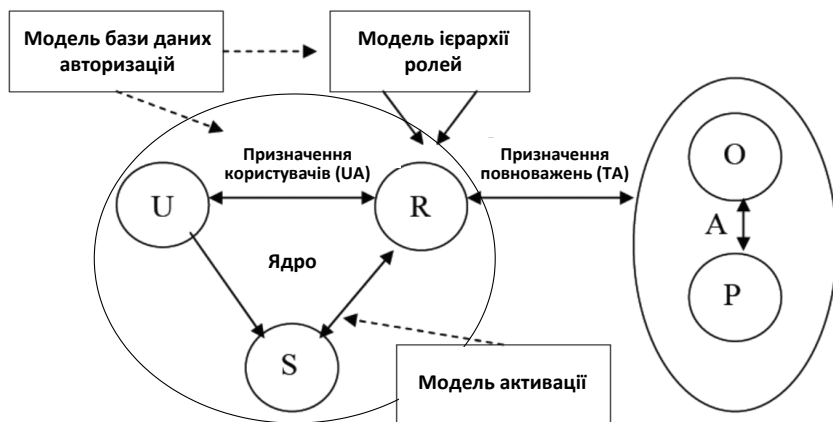 Модель бази даних
авторизацій
Модель ієрархії
ролей
Призначення
користувачів (UA)
Призначення
повноважень (TA)
U
R
O
A
P
Ядро
S
Модель активації